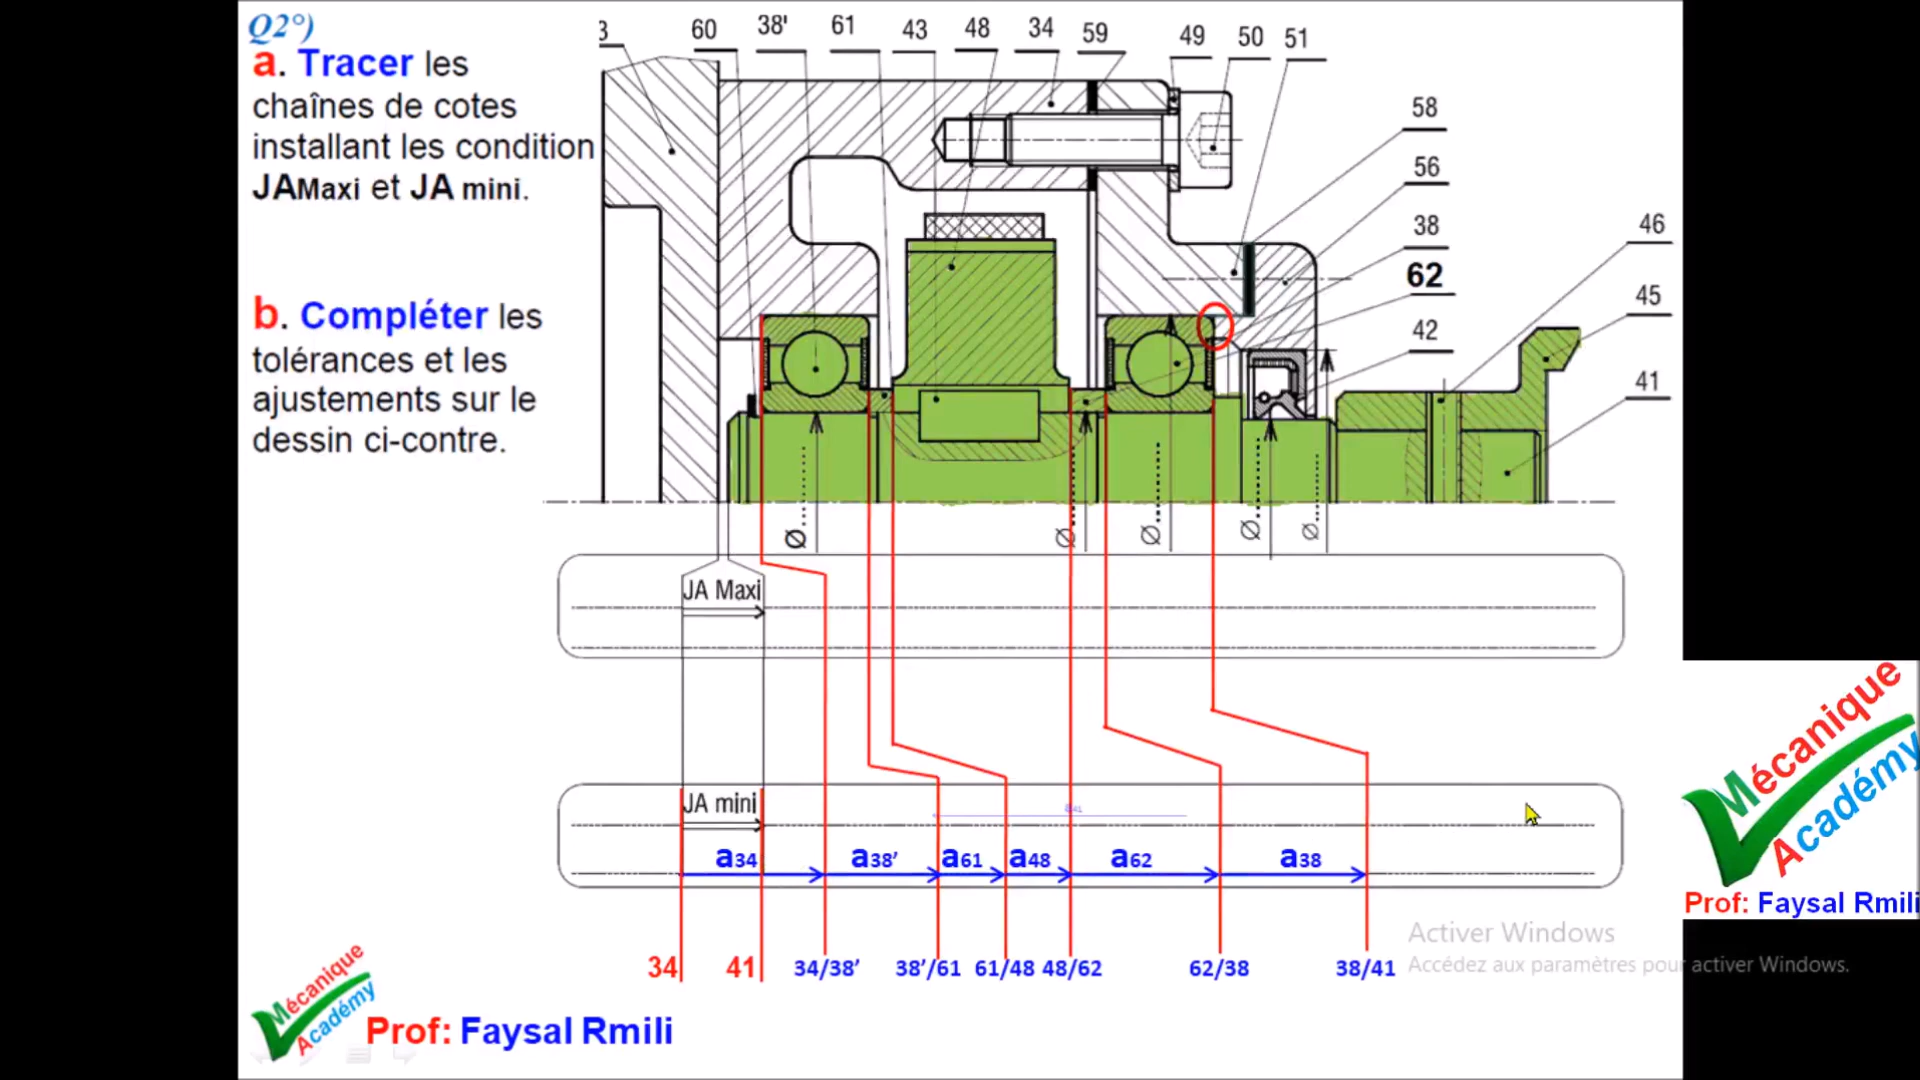 Q2°)
a. Tracer les
chaînes de cotes
installant les condition
JAMaxi et JA mini.
b. Compléter les
tolérances et les
ajustements sur le
dessin ci-contre.
3 60 38' 61 43 48 34 59 49 50 51
58
56
38
62
42
46
45
41
Ø Ø Ø Ø Ø
JA Maxi
JA mini
a34 a38' a61 a48 a62 a38
34 41 34/38' 38'/61 61/48 48/62 62/38 38/41
Activer Windows
Accédez aux paramètres pour activer Windows.
Mécanique
Académy
Prof: Faysal Rmili
Mécanique
Académy
Prof: Faysal Rmili